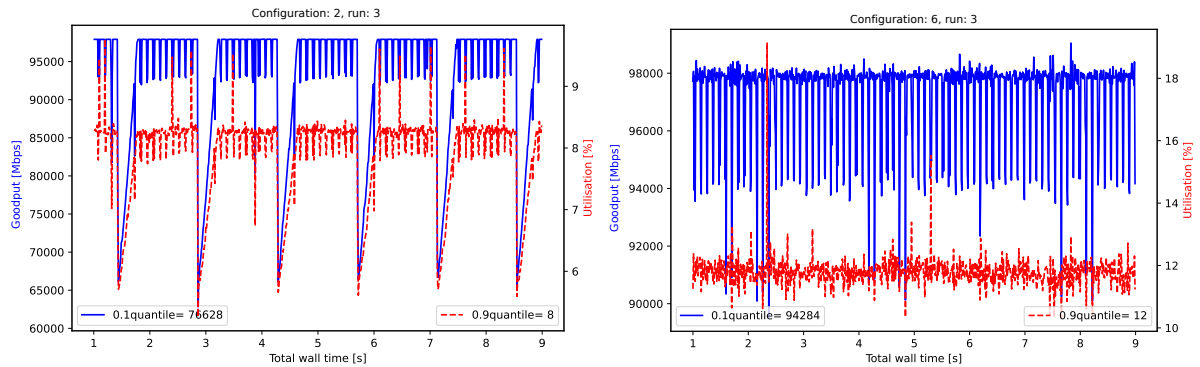 Configuration: 2, run: 3
95000
90000
85000
80000
75000
70000
65000
60000
Goodput [Mbps]
9
8
7
6
Utilisation [%]
0.1quantile= 76628
0.9quantile= 8
1 2 3 4 5 6 7 8 9
Total wall time [s]
Configuration: 6, run: 3
98000
96000
94000
92000
90000
Goodput [Mbps]
18
16
14
12
10
Utilisation [%]
0.1quantile= 94284
0.9quantile= 12
1 2 3 4 5 6 7 8 9
Total wall time [s]